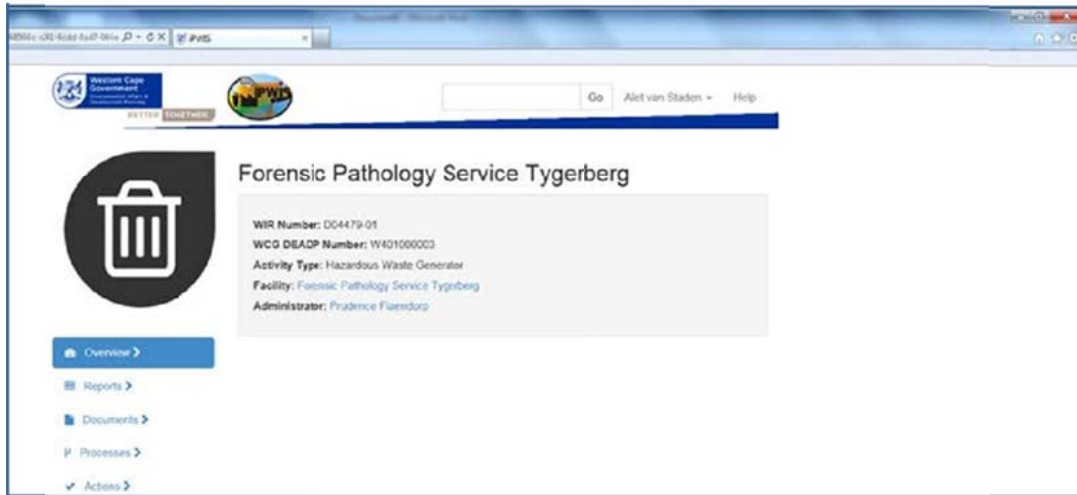 IPWIS
Western Cape
Government
BETTER TOGETHER.
IPWIS
Go
Alet van Staden
Help
Forensic Pathology Service Tygerberg
WIR Number: D04479-01
WCG DEADP Number: W401000003
Activity Type: Hazardous Waste Generator
Facility: Forensic Pathology Service Tygerberg
Administrator: Prudence
Overview
Reports
Documents
Processes
Actions